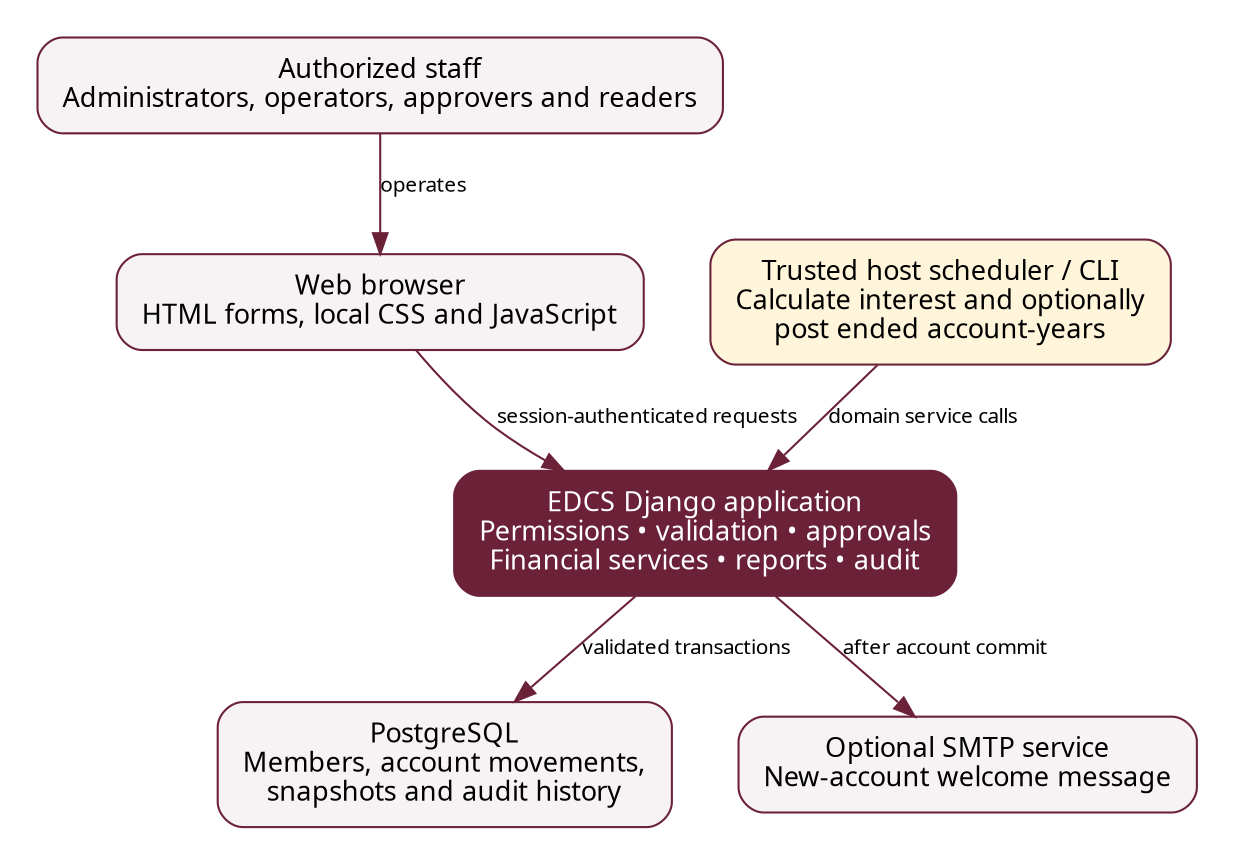 Authorized staff
Administrators, operators, approvers and readers
operates
Web browser
HTML forms, local CSS and JavaScript
Trusted host scheduler / CLI
Calculate interest and optionally
post ended account-years
session-authenticated requests
domain service calls
EDCS Django application
Permissions • validation • approvals
Financial services • reports • audit
validated transactions
after account commit
PostgreSQL
Members, account movements,
snapshots and audit history
Optional SMTP service
New-account welcome message